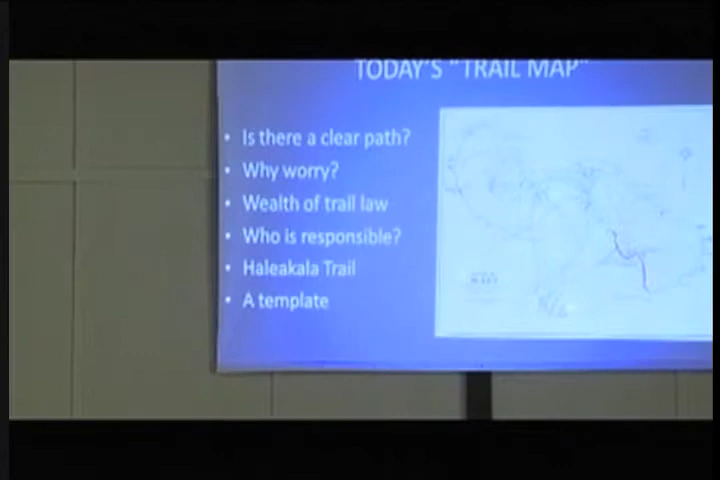 TODAY'S "TRAIL MAP"
• Is there a clear path?
• Why worry?
• Wealth of trail law
• Who is responsible?
• Haleakala Trail
• A template